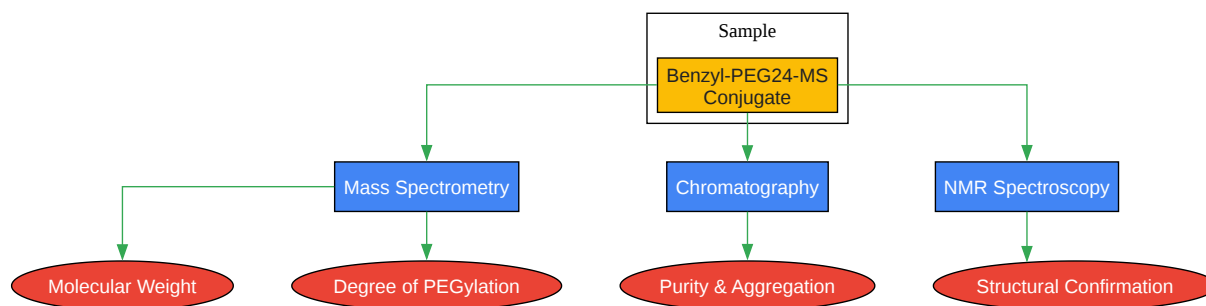 Sample
Benzyl-PEG24-MS
Conjugate
Mass Spectrometry
Chromatography
NMR Spectroscopy
Molecular Weight
Degree of PEGylation
Purity & Aggregation
Structural Confirmation